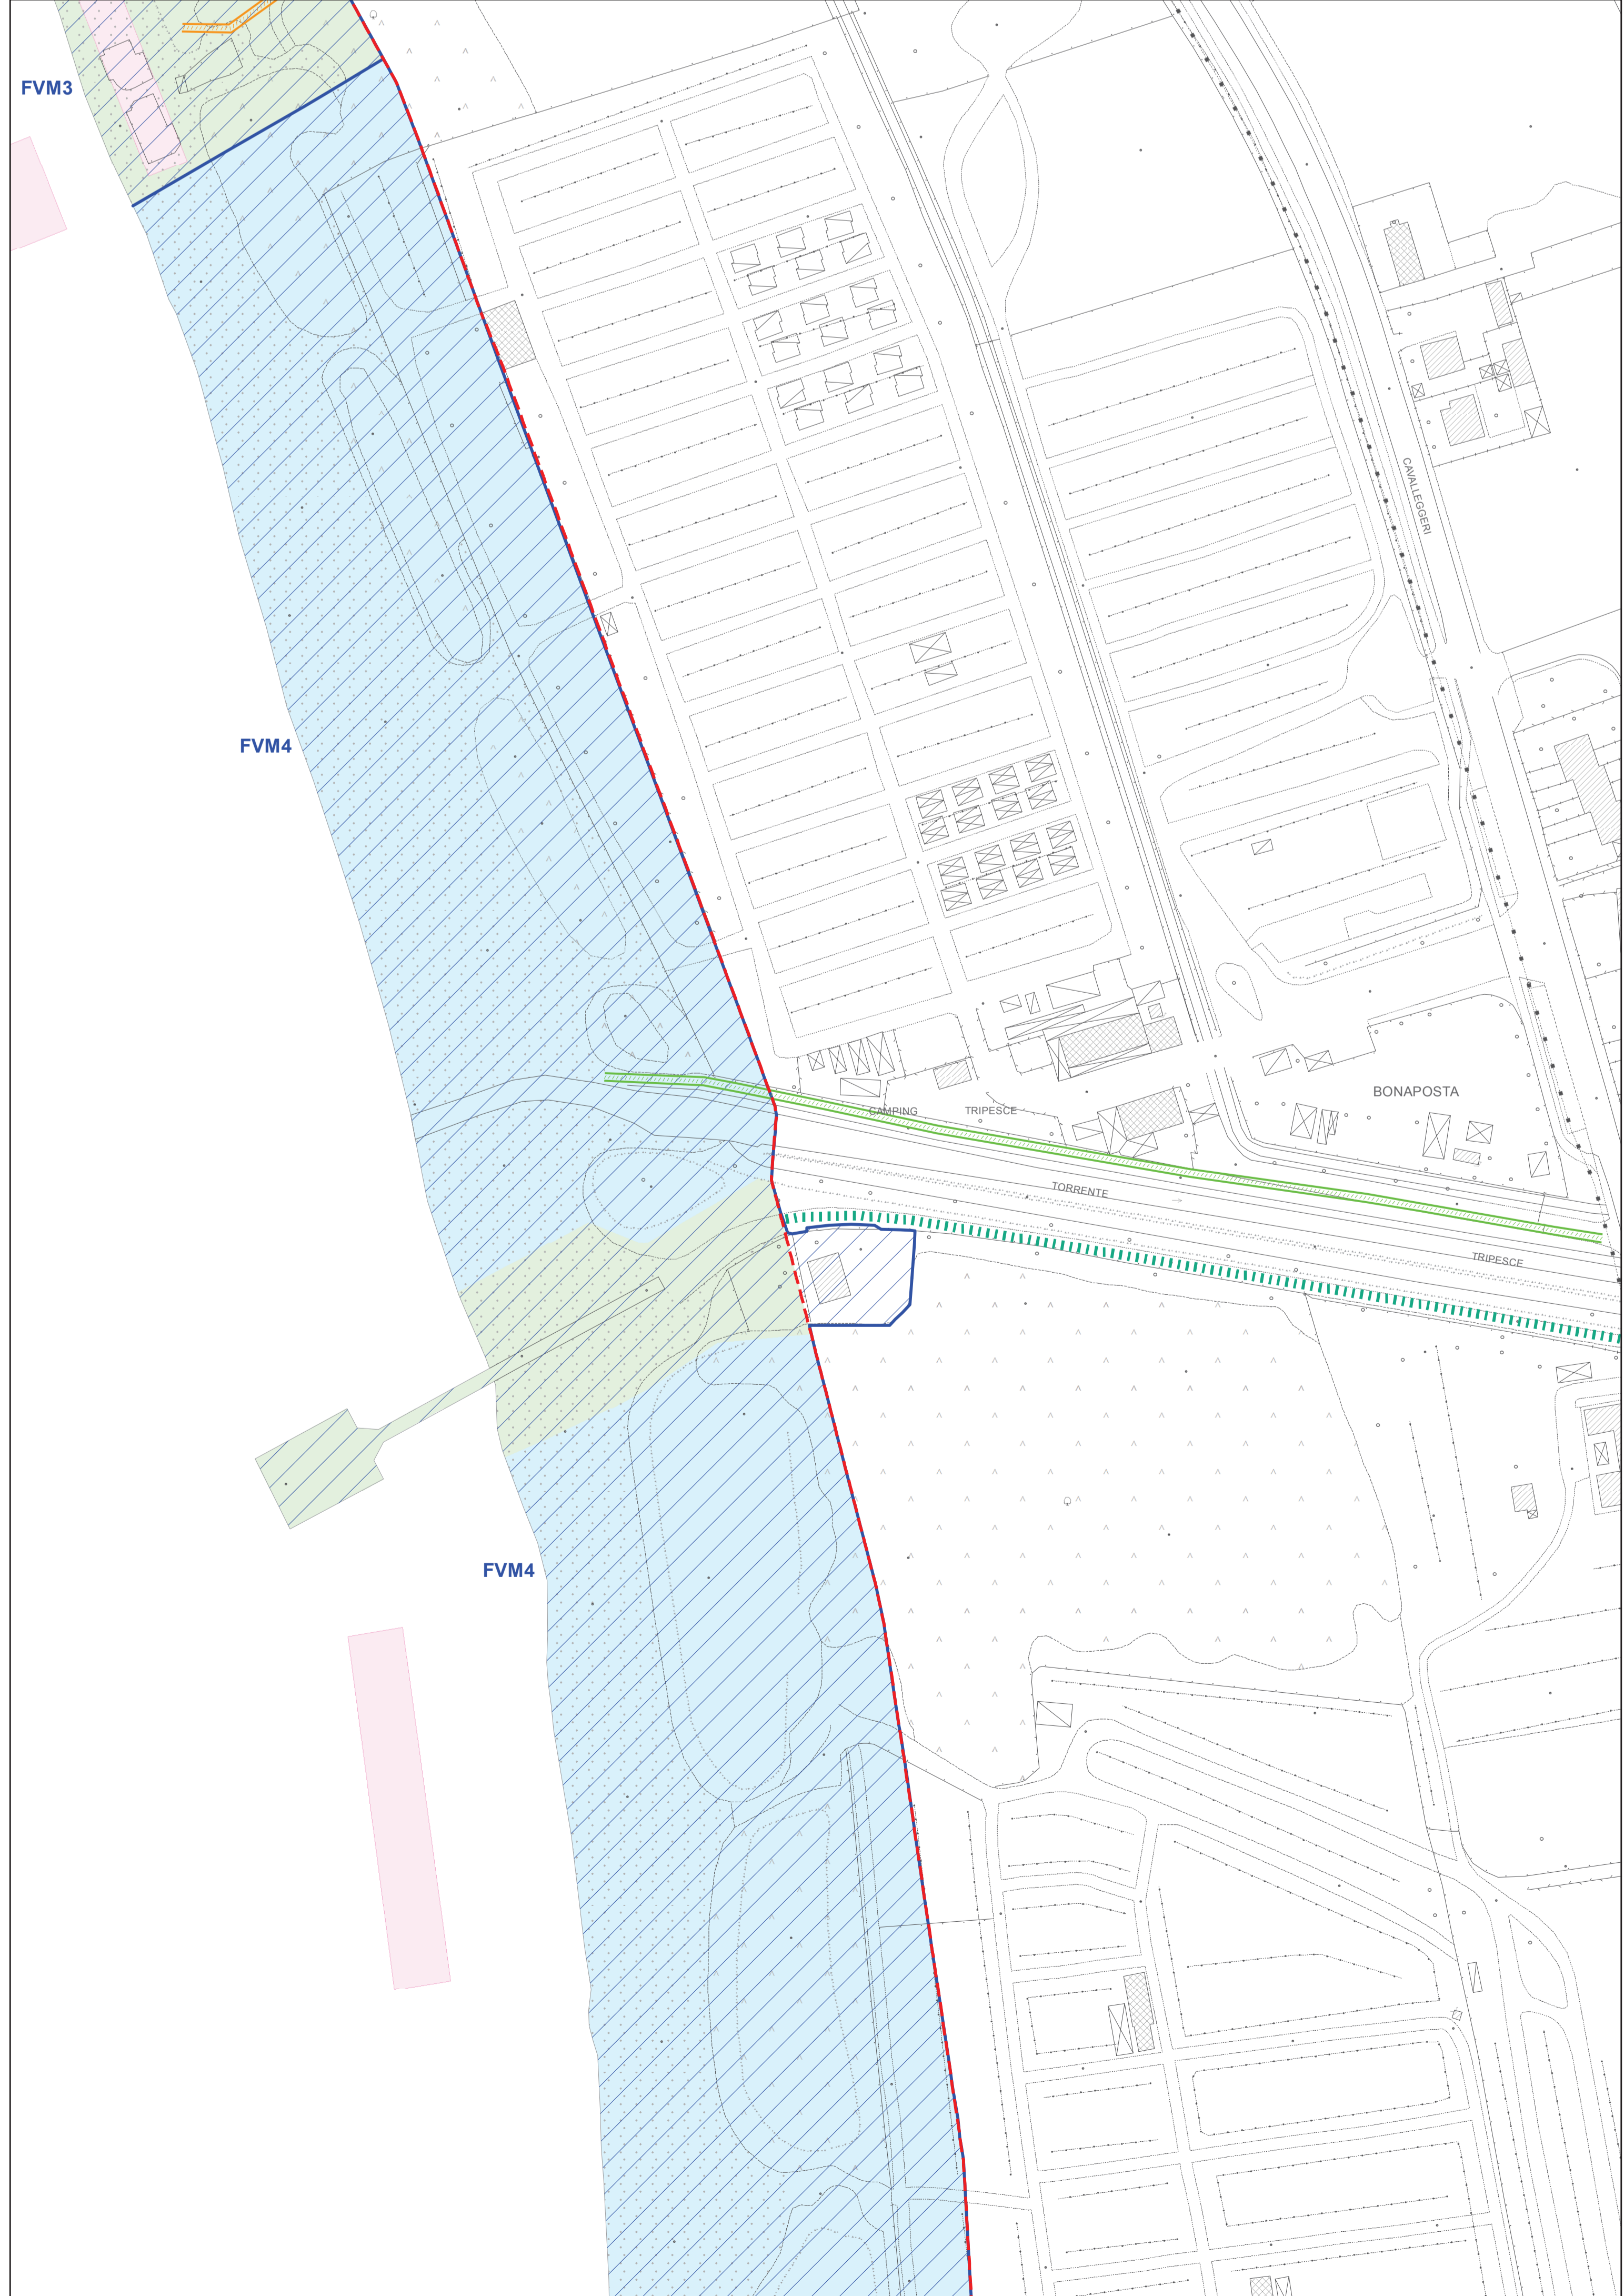 FVM3
CAVALLEGGERI
FVM4
BONAPOSTA
CAMPING TRIPESCE
TORRENTE
TRIPESCE
FVM4